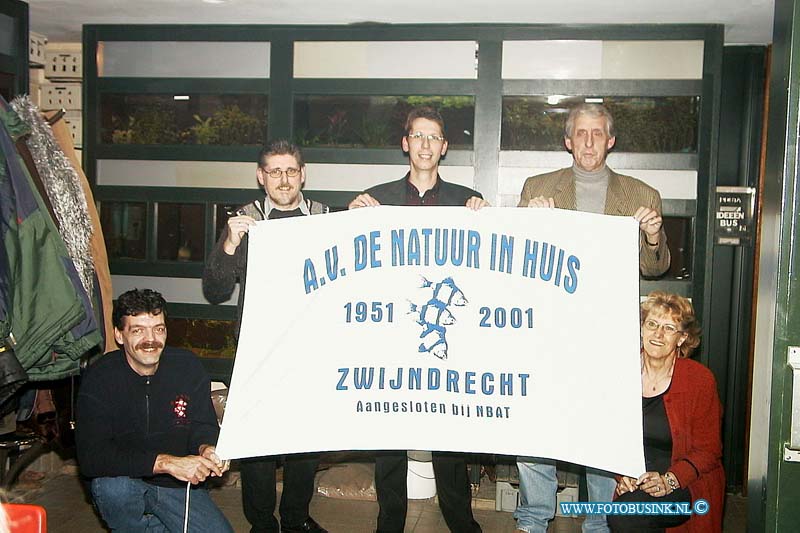 A.V. DE NATUUR IN HUIS
1951 2001
ZWIJNDRECHT
Aangesloten bij NBAT
IDEEEN
BUS
© WWW.FOTOBUSINK.NL ©